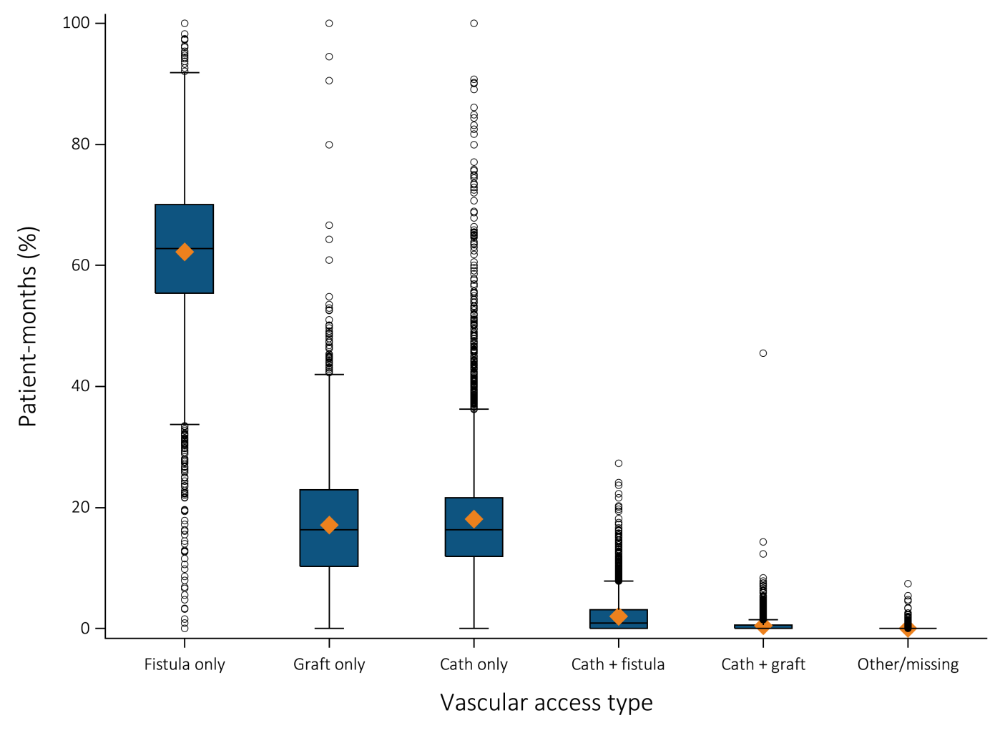 100
80
60
40
20
0
Patient-months (%)
Fistula only Graft only Cath only Cath + fistula Cath + graft Other/missing
Vascular access type